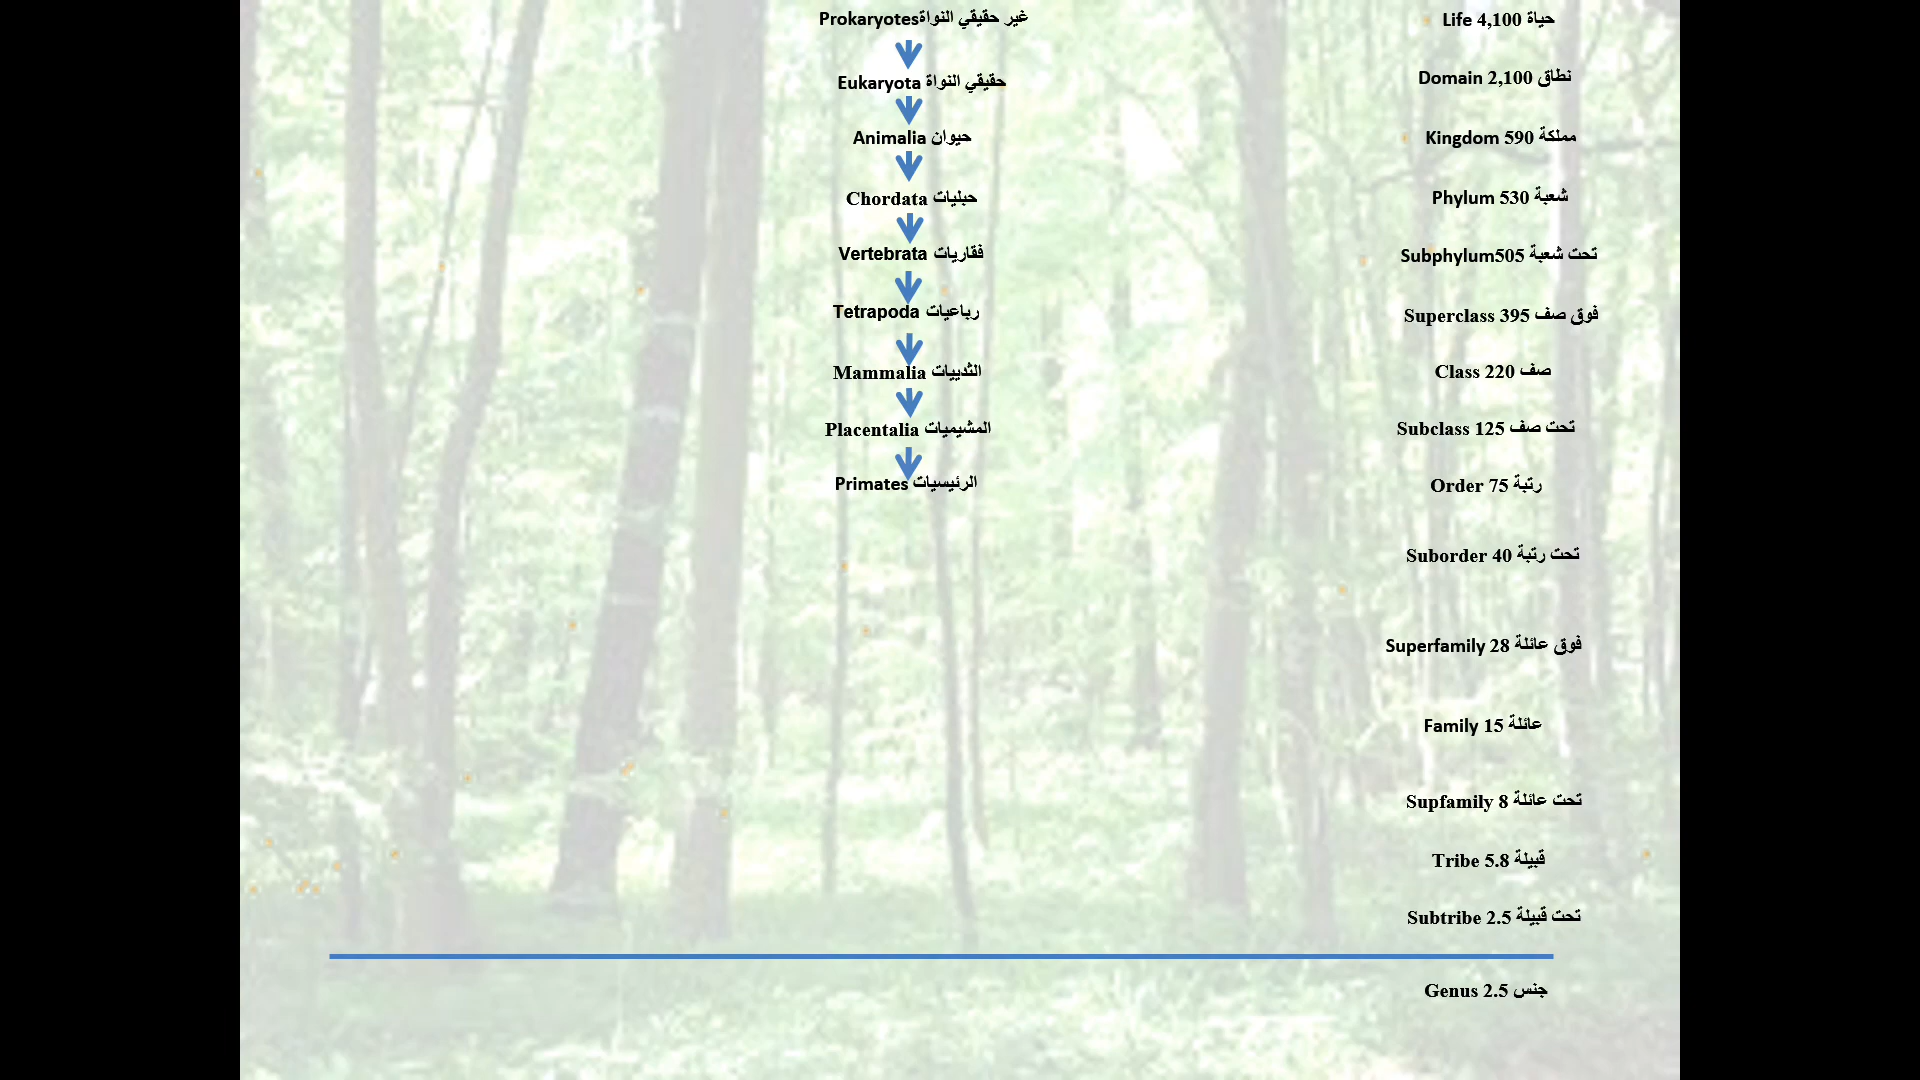 Prokaryotesغير حقيقي النواة
Life 4,100 حياة
Eukaryota حقيقي النواة
Domain 2,100 نطاق
Animalia حيوان
Kingdom 590 مملكة
Chordata حبليات
Phylum 530 شعبة
Vertebrata فقاريات
Subphylum505 تحت شعبة
Tetrapoda رباعيات
Superclass 395 فوق صف
Mammalia الثدييات
Class 220 صف
Placentalia المشيميات
Subclass 125 تحت صف
Primates الرئيسيات
Order 75 رتبة
Suborder 40 تحت رتبة
Superfamily 28 فوق عائلة
Family 15 عائلة
Supfamily 8 تحت عائلة
Tribe 5.8 قبيلة
Subtribe 2.5 تحت قبيلة
Genus 2.5 جنس